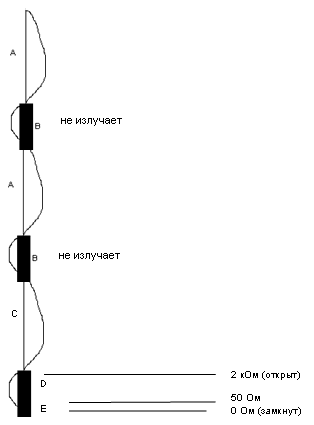 A
B
не излучает
A
B
не излучает
C
D
2 кОм (открыт)
50 Ом
E
0 Ом (замкнут)